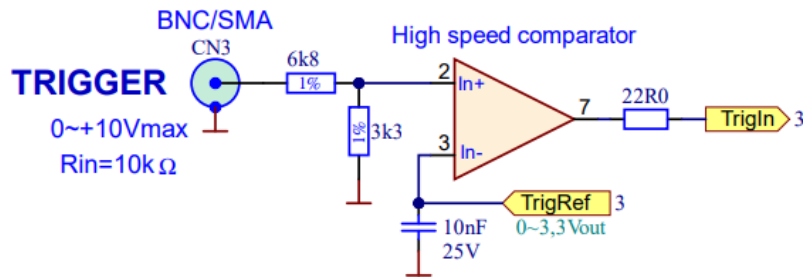 BNC/SMA
CN3
TRIGGER
0~+10Vmax
Rin=10kΩ
6k8
1%
1%
3k3
High speed comparator
2
In+
3
In-
7
22R0
TrigIn
3
TrigRef
3
0~3,3Vout
10nF
25V